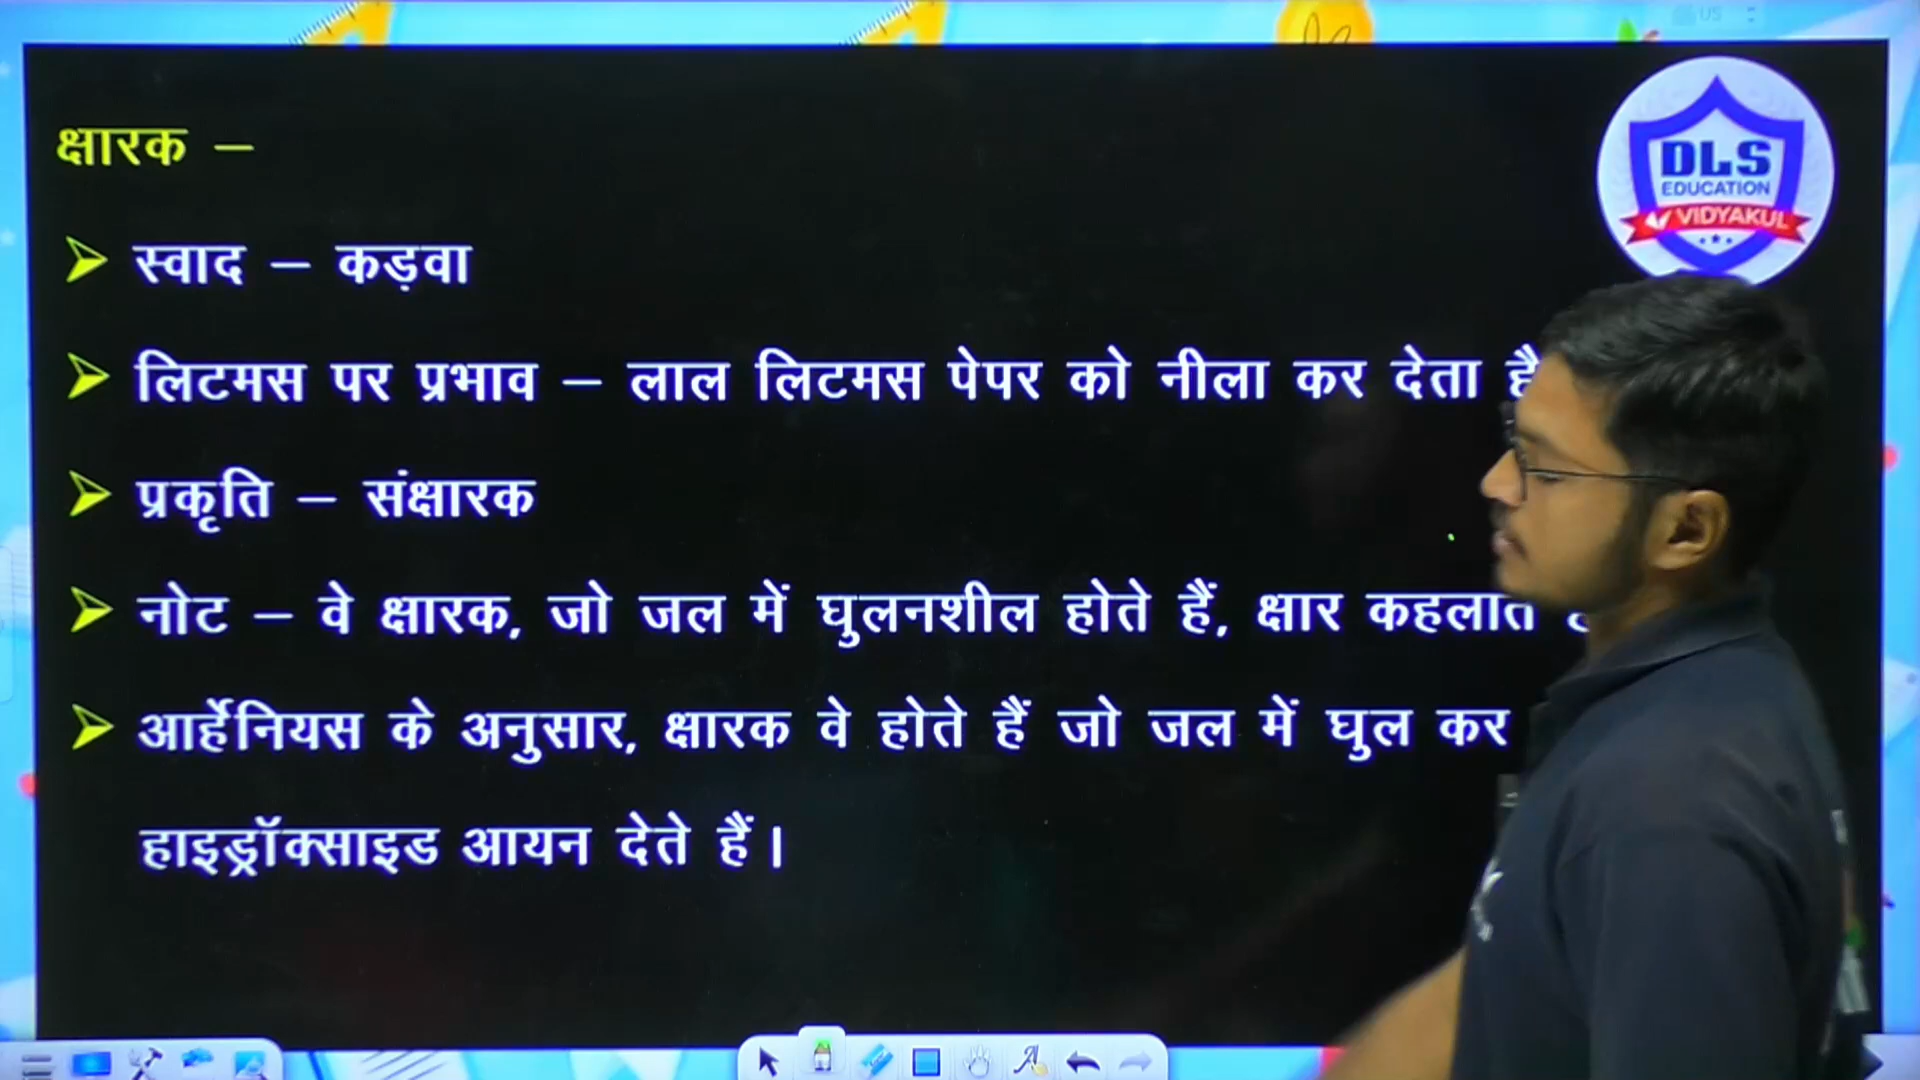 US
क्षारक –
DLS
EDUCATION
VIDYAKUL
स्वाद – कड़वा
लिटमस पर प्रभाव – लाल लिटमस पेपर को नीला कर देता है
प्रकृति – संक्षारक
नोट – वे क्षारक, जो जल में घुलनशील होते हैं, क्षार कहलाते
आर्हेनियस के अनुसार, क्षारक वे होते हैं जो जल में घुल कर
हाइड्रॉक्साइड आयन देते हैं।